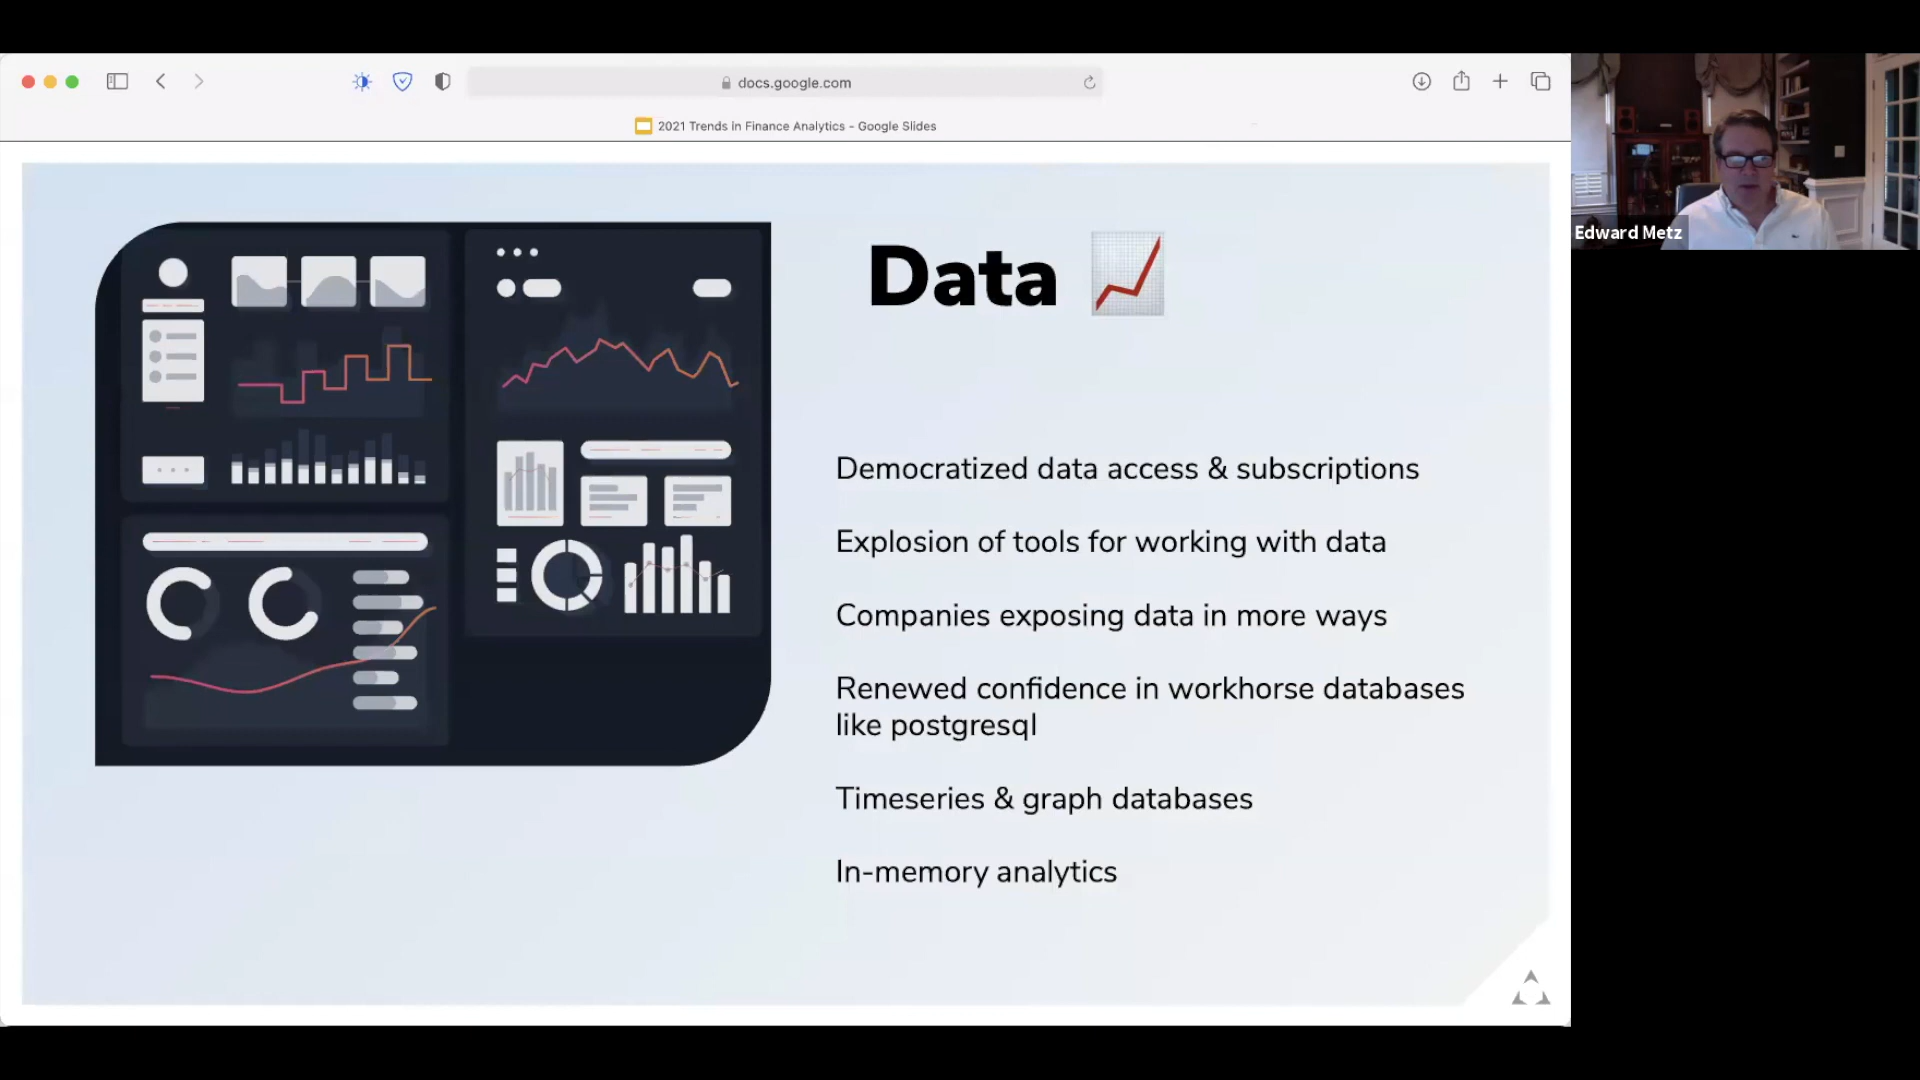 docs.google.com
2021 Trends in Finance Analytics - Google Slides
Edward Metz
Data
Democratized data access & subscriptions
Explosion of tools for working with data
Companies exposing data in more ways
Renewed confidence in workhorse databases
like postgresql
Timeseries & graph databases
In-memory analytics